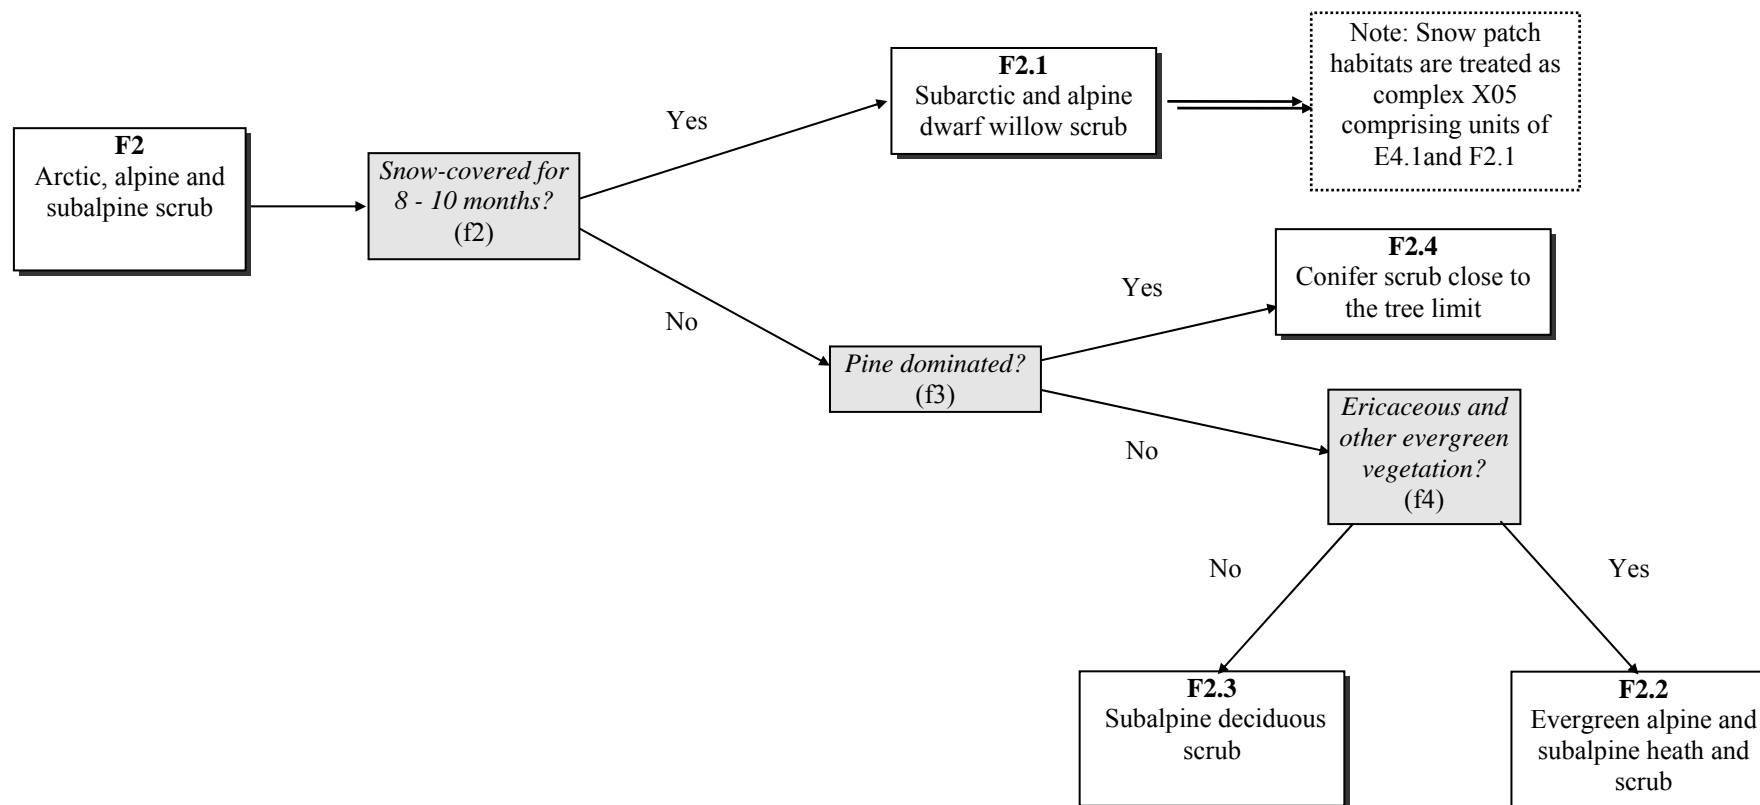 F2
Arctic, alpine and
subalpine scrub
Snow-covered for
8 - 10 months?
(f2)
Yes
F2.1
Subarctic and alpine
dwarf willow scrub
Note: Snow patch
habitats are treated as
complex X05
comprising units of
E4.1and F2.1
No
Pine dominated?
(f3)
Yes
F2.4
Conifer scrub close to
the tree limit
No
Ericaceous and
other evergreen
vegetation?
(f4)
No
F2.3
Subalpine deciduous
scrub
Yes
F2.2
Evergreen alpine and
subalpine heath and
scrub